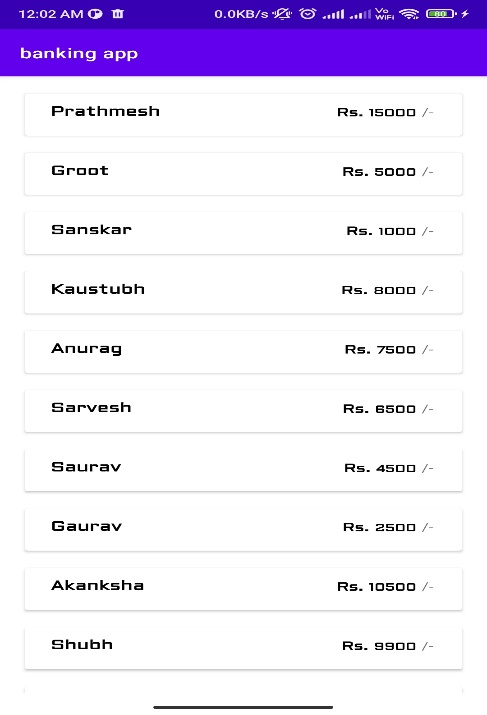 12:02 AM 0.0KB/s Vo WiFi 80
banking app
Prathmesh Rs. 15000 /-
Groot Rs. 5000 /-
Sanskar Rs. 1000 /-
Kaustubh Rs. 8000 /-
Anurag Rs. 7500 /-
Sarvesh Rs. 6500 /-
Saurav Rs. 4500 /-
Gaurav Rs. 2500 /-
Akanksha Rs. 10500 /-
Shubh Rs. 9900 /-